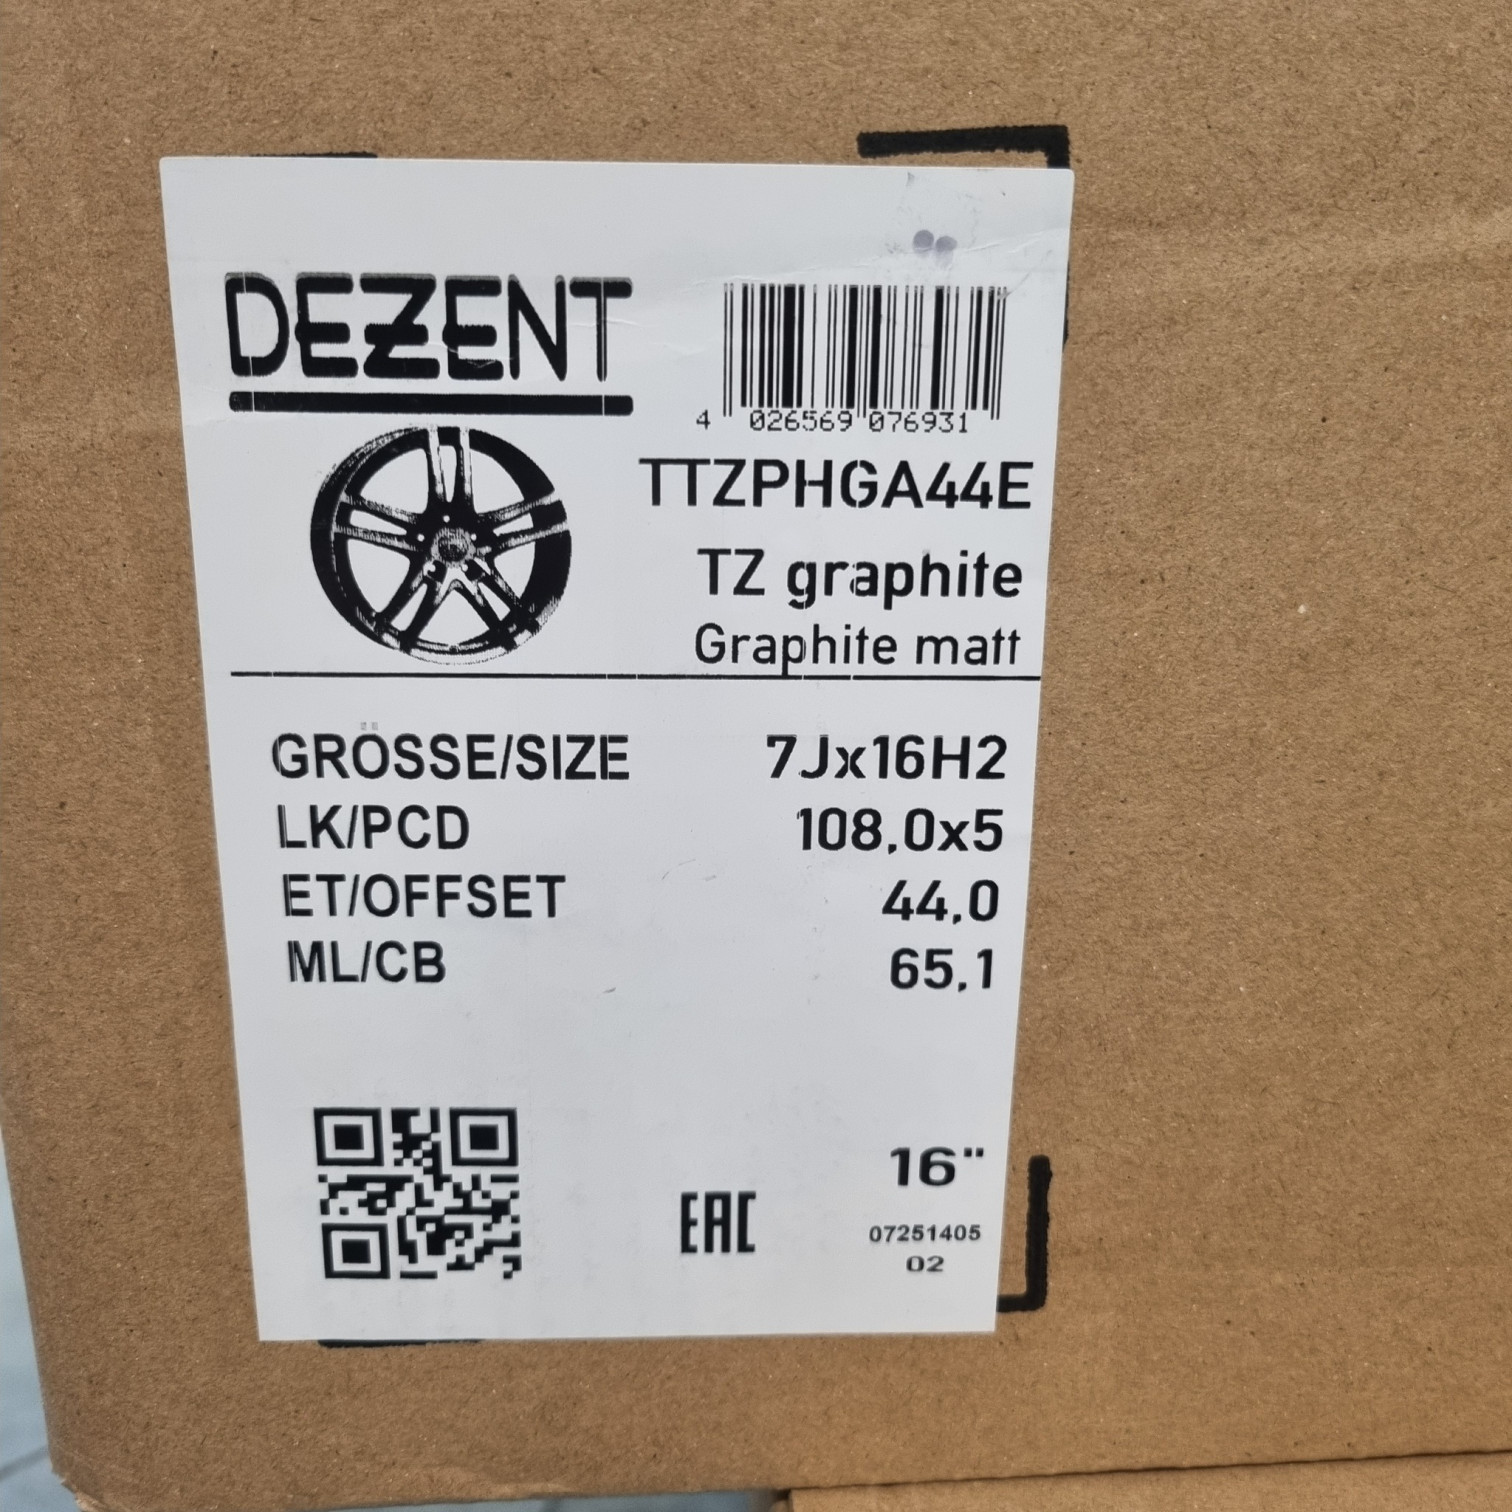 DEZENT
4 026569 076931
TTZPHGA44E
TZ graphite
Graphite matt
GRÖSSE/SIZE 7Jx16H2
LK/PCD 108,0x5
ET/OFFSET 44,0
ML/CB 65,1
16"
EAC
07251405
02